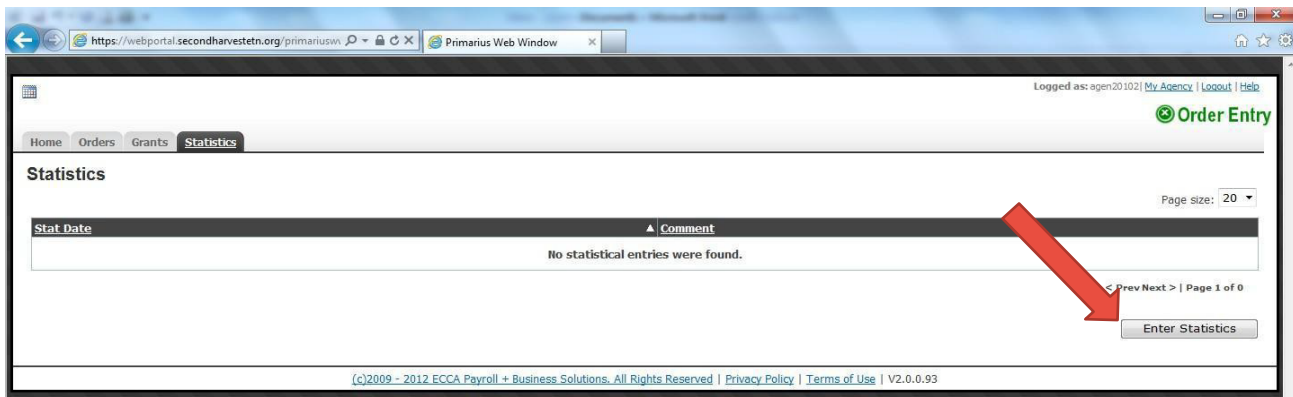 https://webportal.secondharvestetn.org/primariusw
Primarius Web Window
Logged as: agen20102| My Agency | Logout | Help
Order Entry
Home Orders Grants Statistics
Statistics
Page size: 20
Stat Date Comment
No statistical entries were found.
< Prev Next > | Page 1 of 0
Enter Statistics
(c)2009 - 2012 ECCA Payroll + Business Solutions. All Rights Reserved | Privacy Policy | Terms of Use | V2.0.0.93